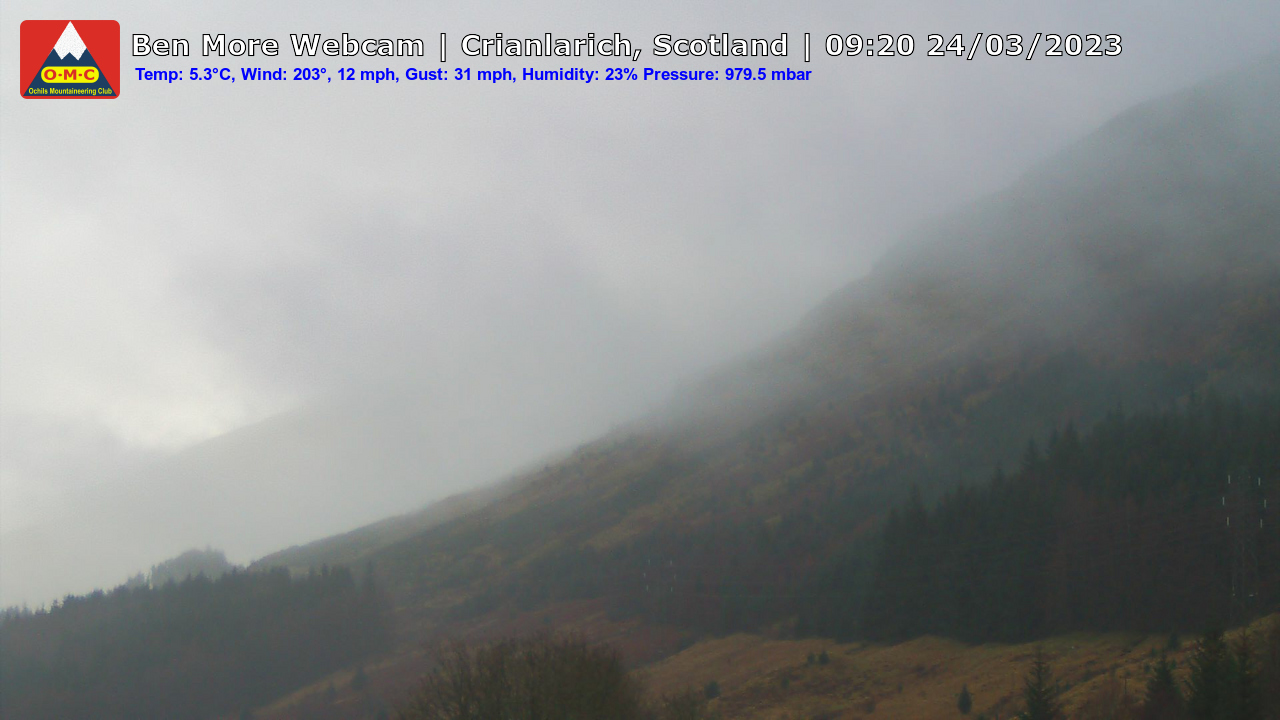 Ben More Webcam | Crianlarich, Scotland | 09:20 24/03/2023
Temp: 5.3°C, Wind: 203°, 12 mph, Gust: 31 mph, Humidity: 23% Pressure: 979.5 mbar
O·M·C
Ochils Mountaineering Club